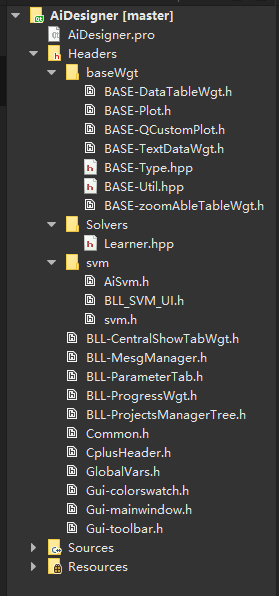 AiDesigner [master]
AiDesigner.pro
Headers
baseWgt
BASE-DataTableWgt.h
BASE-Plot.h
BASE-QCustomPlot.h
BASE-TextDataWgt.h
BASE-Type.hpp
BASE-Util.hpp
BASE-zoomAbleTableWgt.h
Solvers
Learner.hpp
svm
AiSvm.h
BLL_SVM_UI.h
svm.h
BLL-CentralShowTabWgt.h
BLL-MesgManager.h
BLL-ParameterTab.h
BLL-ProgressWgt.h
BLL-ProjectsManagerTree.h
Common.h
CplusHeader.h
GlobalVars.h
Gui-colorswatch.h
Gui-mainwindow.h
Gui-toolbar.h
Sources
Resources